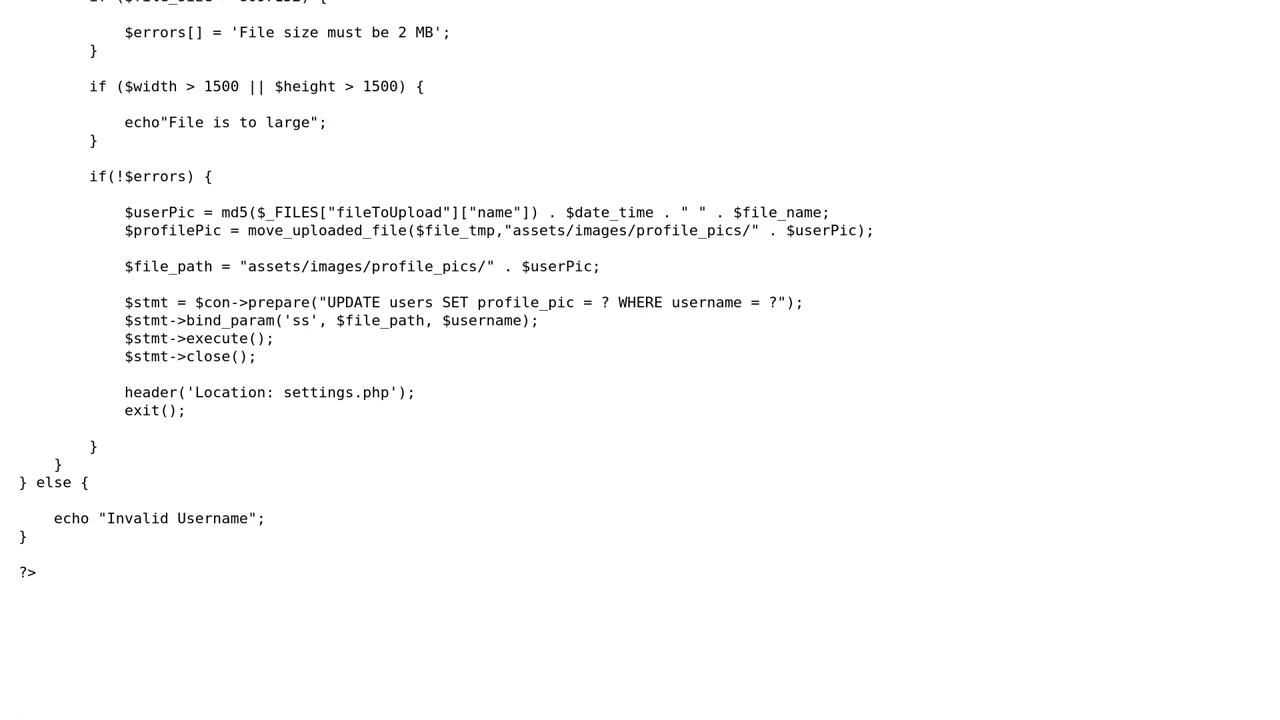 $errors[] = 'File size must be 2 MB';
}
if ($width > 1500 || $height > 1500) {
echo"File is to large";
}
if(!$errors) {
$userPic = md5($_FILES["fileToUpload"]["name"]) . $date_time . " " . $file_name;
$profilePic = move_uploaded_file($file_tmp,"assets/images/profile_pics/" . $userPic);
$file_path = "assets/images/profile_pics/" . $userPic;
$stmt = $con->prepare("UPDATE users SET profile_pic = ? WHERE username = ?");
$stmt->bind_param('ss', $file_path, $username);
$stmt->execute();
$stmt->close();
header('Location: settings.php');
exit();
}
}
} else {
echo "Invalid Username";
}
?>